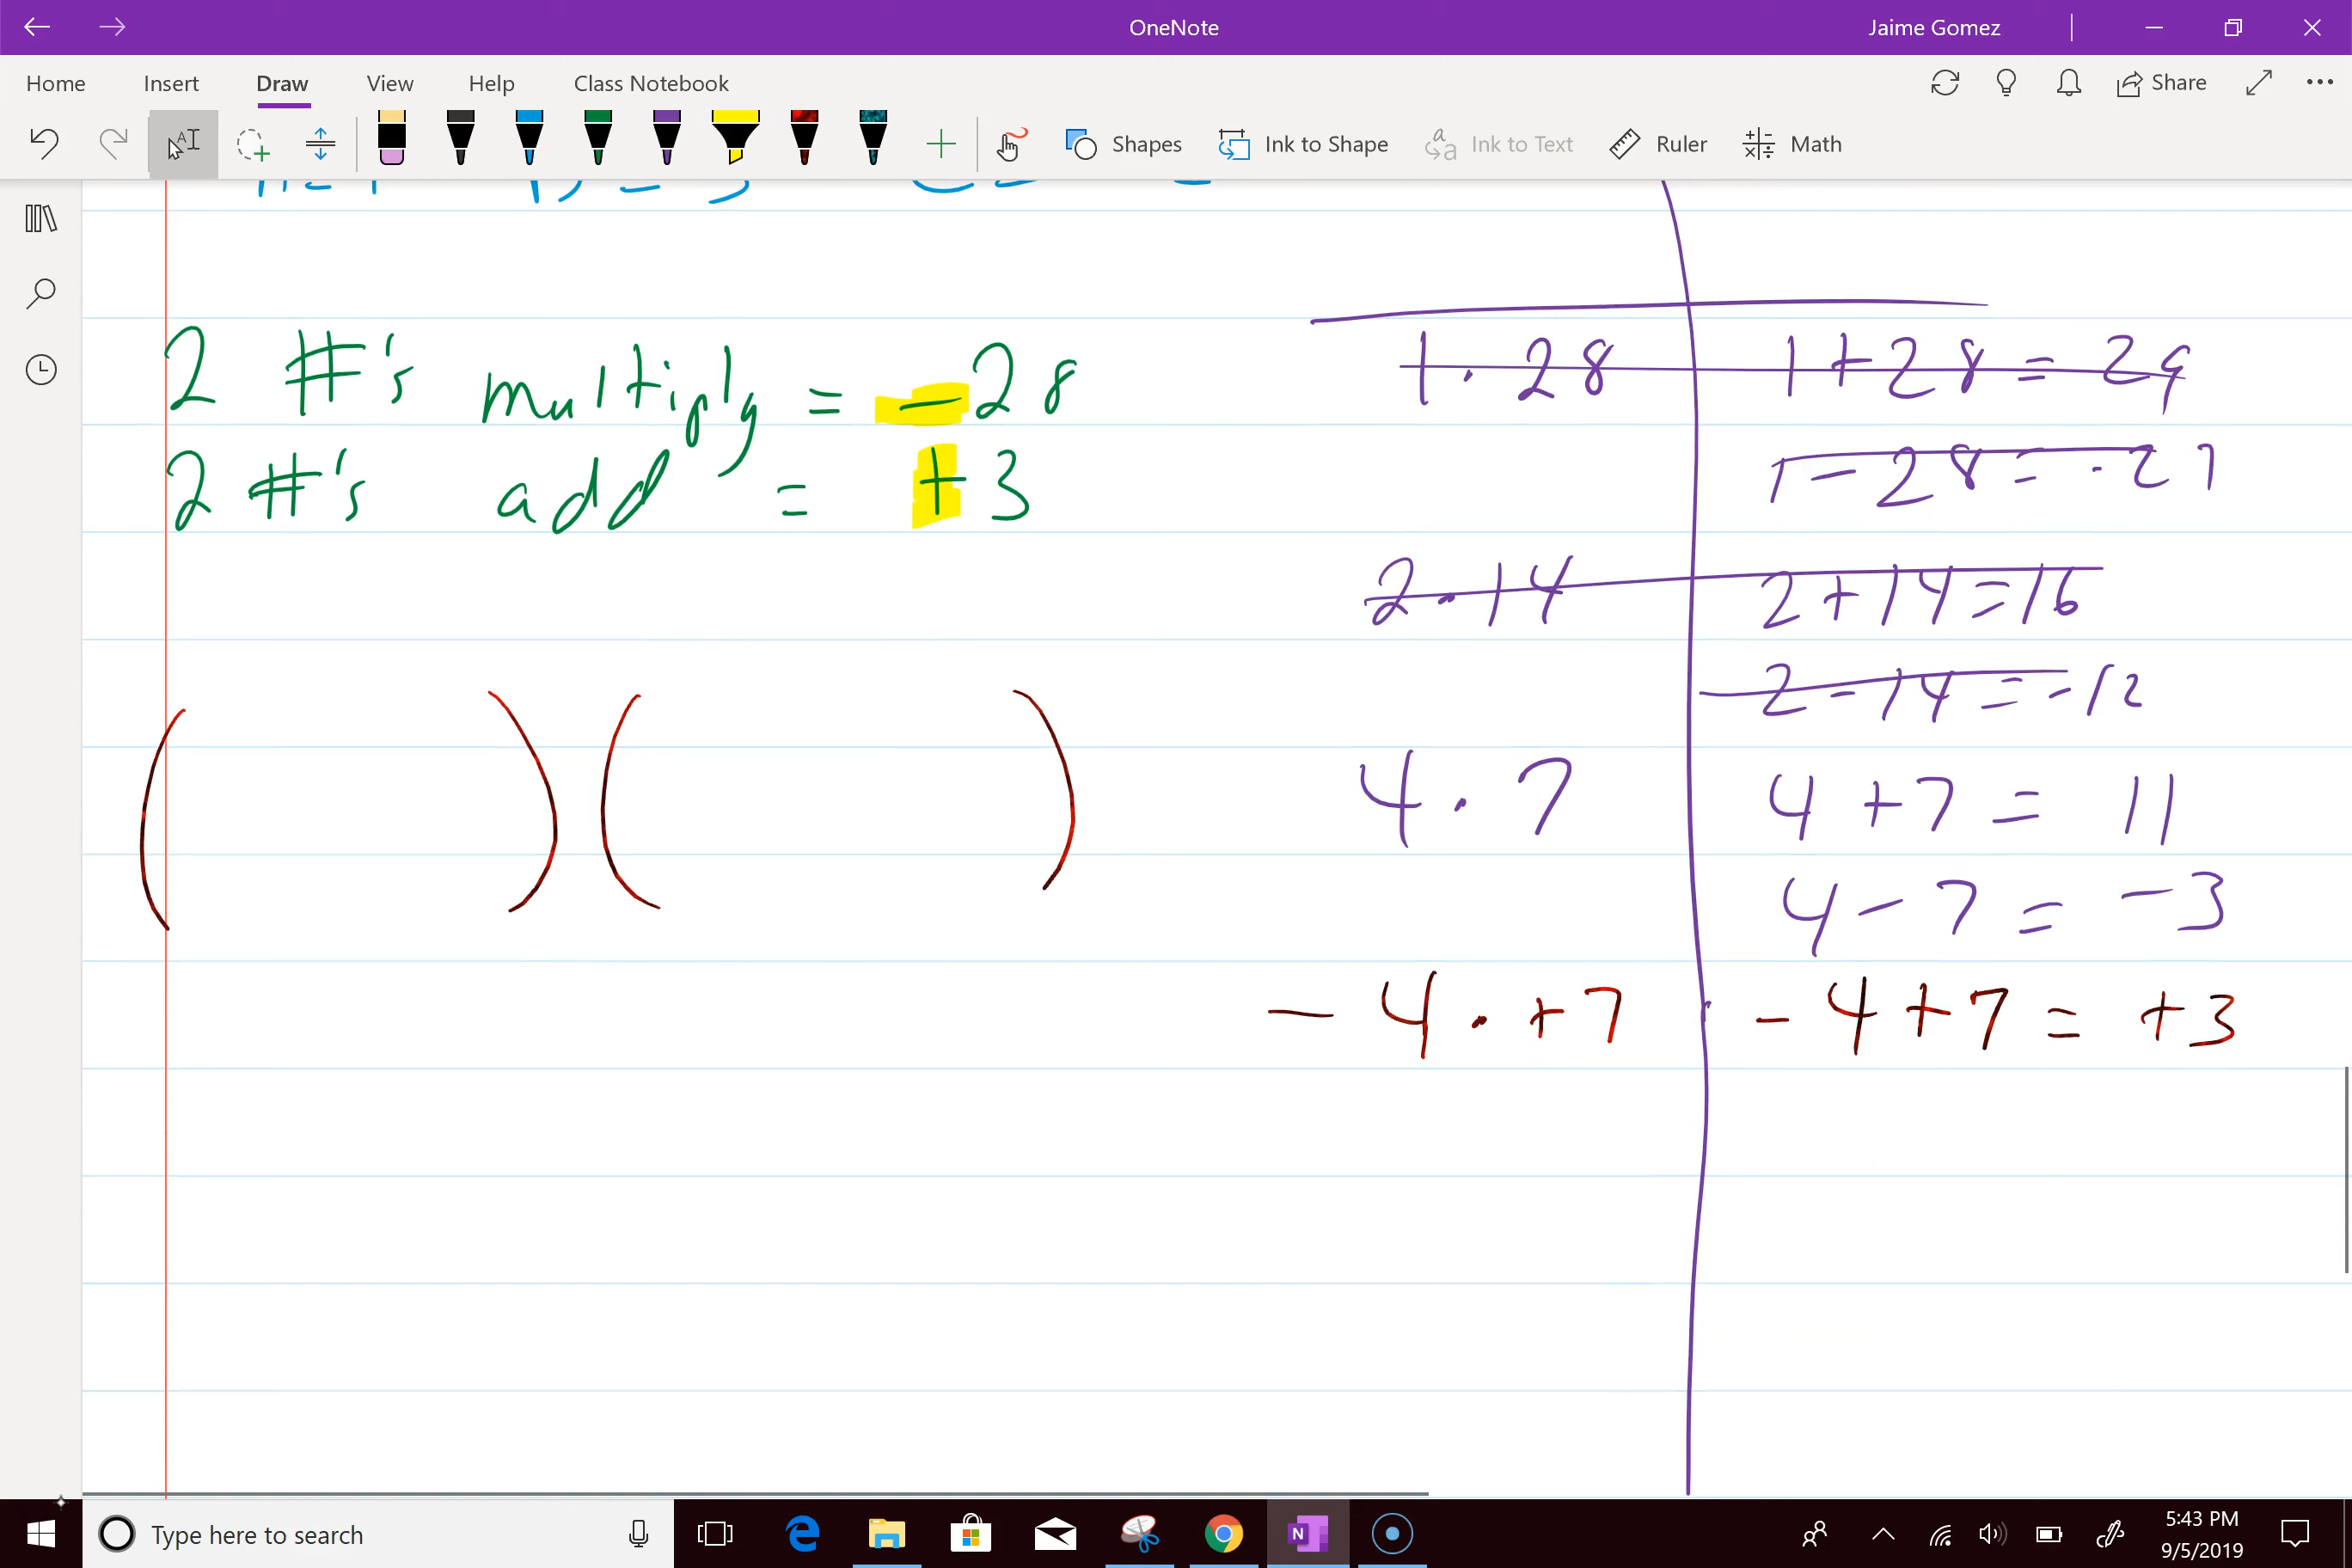 OneNote
Jaime Gomez
Home Insert Draw View Help Class Notebook
Share
Shapes Ink to Shape Ink to Text Ruler Math
2 #'s multiply = -28
2 #'s add = +3
1 · 28 1 + 28 = 29
1 - 28 = -27
2 · 14 2 + 14 = 16
2 - 14 = -12
( ) ( )
4 · 7 4 + 7 = 11
4 - 7 = -3
- 4 · +7 - 4 + 7 = +3
Type here to search
5:43 PM
9/5/2019